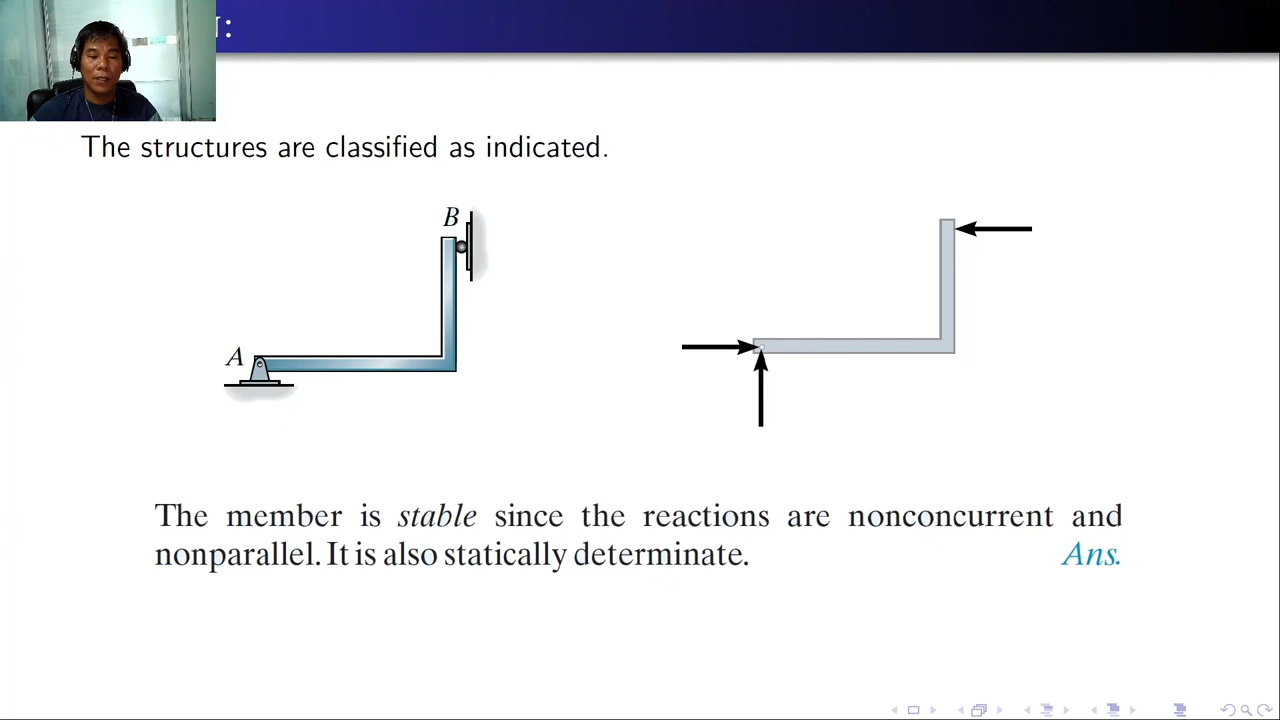 :
The structures are classified as indicated.
B
A
The member is stable since the reactions are nonconcurrent and
nonparallel. It is also statically determinate. Ans.